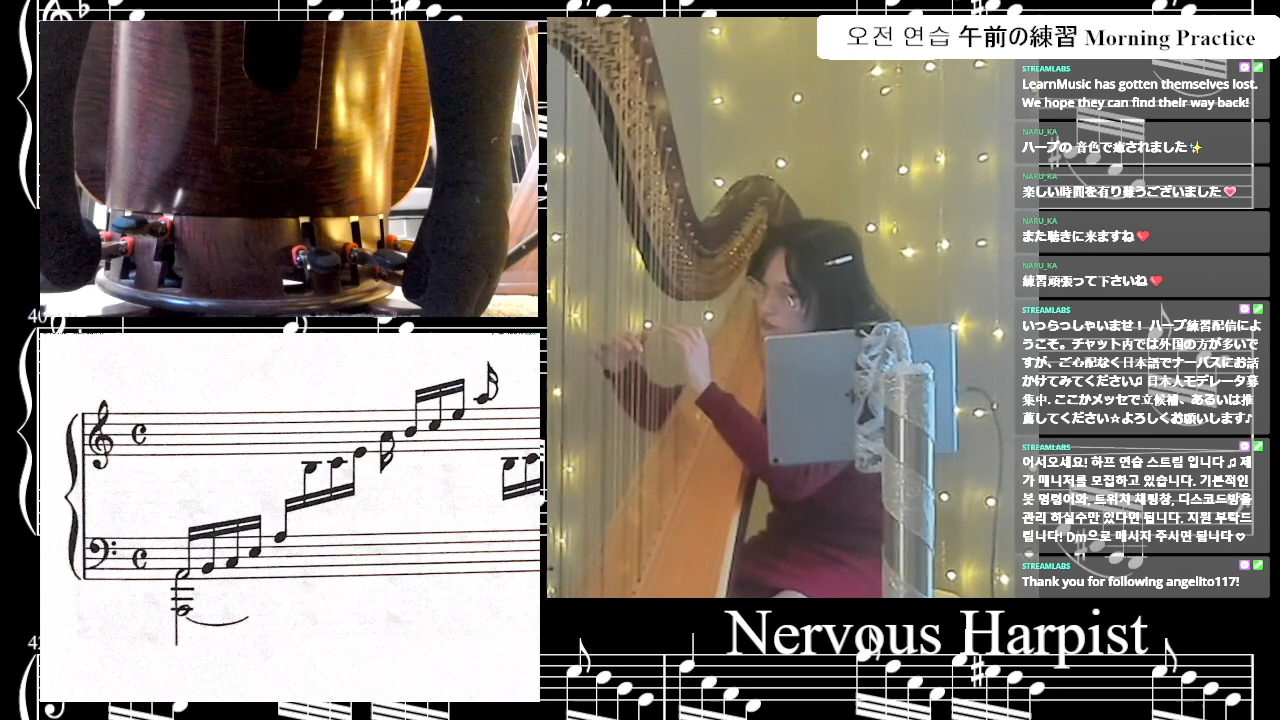 오전 연습 午前の練習 Morning Practice
STREAMLABS
LearnMusic has gotten themselves lost.
We hope they can find their way back!
NARU_KA
ハープの 音色で癒されました✨
NARU_KA
楽しい時間を有り難うございました💗
NARU_KA
また聴きに来ますね❤️
NARU_KA
練習頑張って下さいね❤️
STREAMLABS
いつらっしゃいませ！ ハープ練習配信によ
うこそ。チャット内では外国の方が多いで
すが、ご心配なく日本語でナーバスにお話
かけてみてください♫ 日本人モデレータ募
集中. ここかメッセで立候補、あるいは推
薦してください☆よろしくお願いします♪
STREAMLABS
어서오세요! 하프 연습 스트림 입니다 ♫ 제
가 매니저를 모집하고 있습니다. 기본적인
봇 명령어와, 트위치 채팅창, 디스코드방을
관리 하실수만 있다면 됩니다. 지원 부탁드
립니다! Dm으로 메시지 주시면 됩니다 ♡
STREAMLABS
Thank you for following angelito117!
Nervous Harpist
40
42